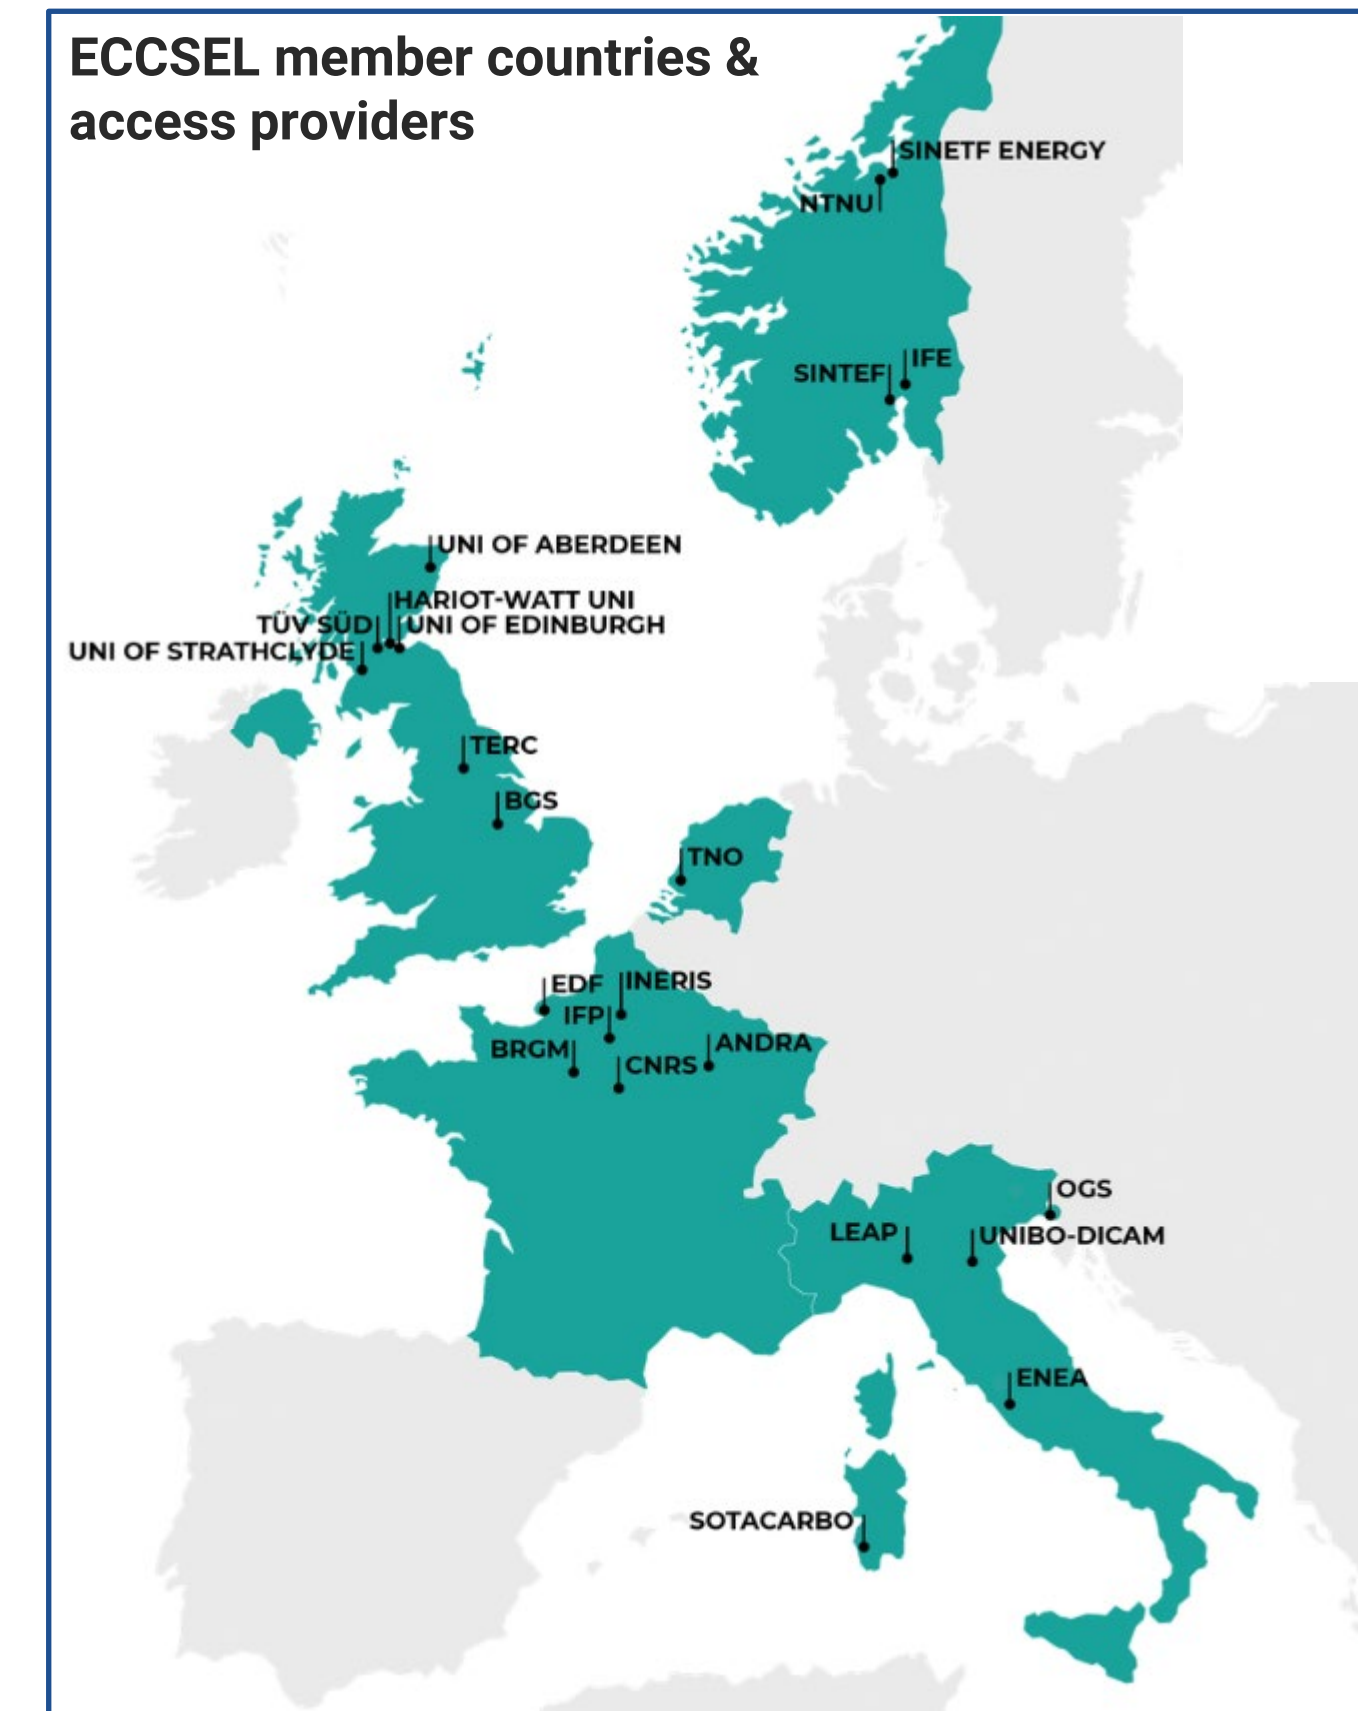 ECCSEL member countries &
access providers
SINETF ENERGY
NTNU
IFE
SINTEF
UNI OF ABERDEEN
HARIOT-WATT UNI
TÜV SÜD
UNI OF EDINBURGH
UNI OF STRATHCLYDE
TERC
BGS
TNO
EDF
INERIS
IFP
BRGM
ANDRA
CNRS
OGS
LEAP
UNIBO-DICAM
ENEA
SOTACARBO